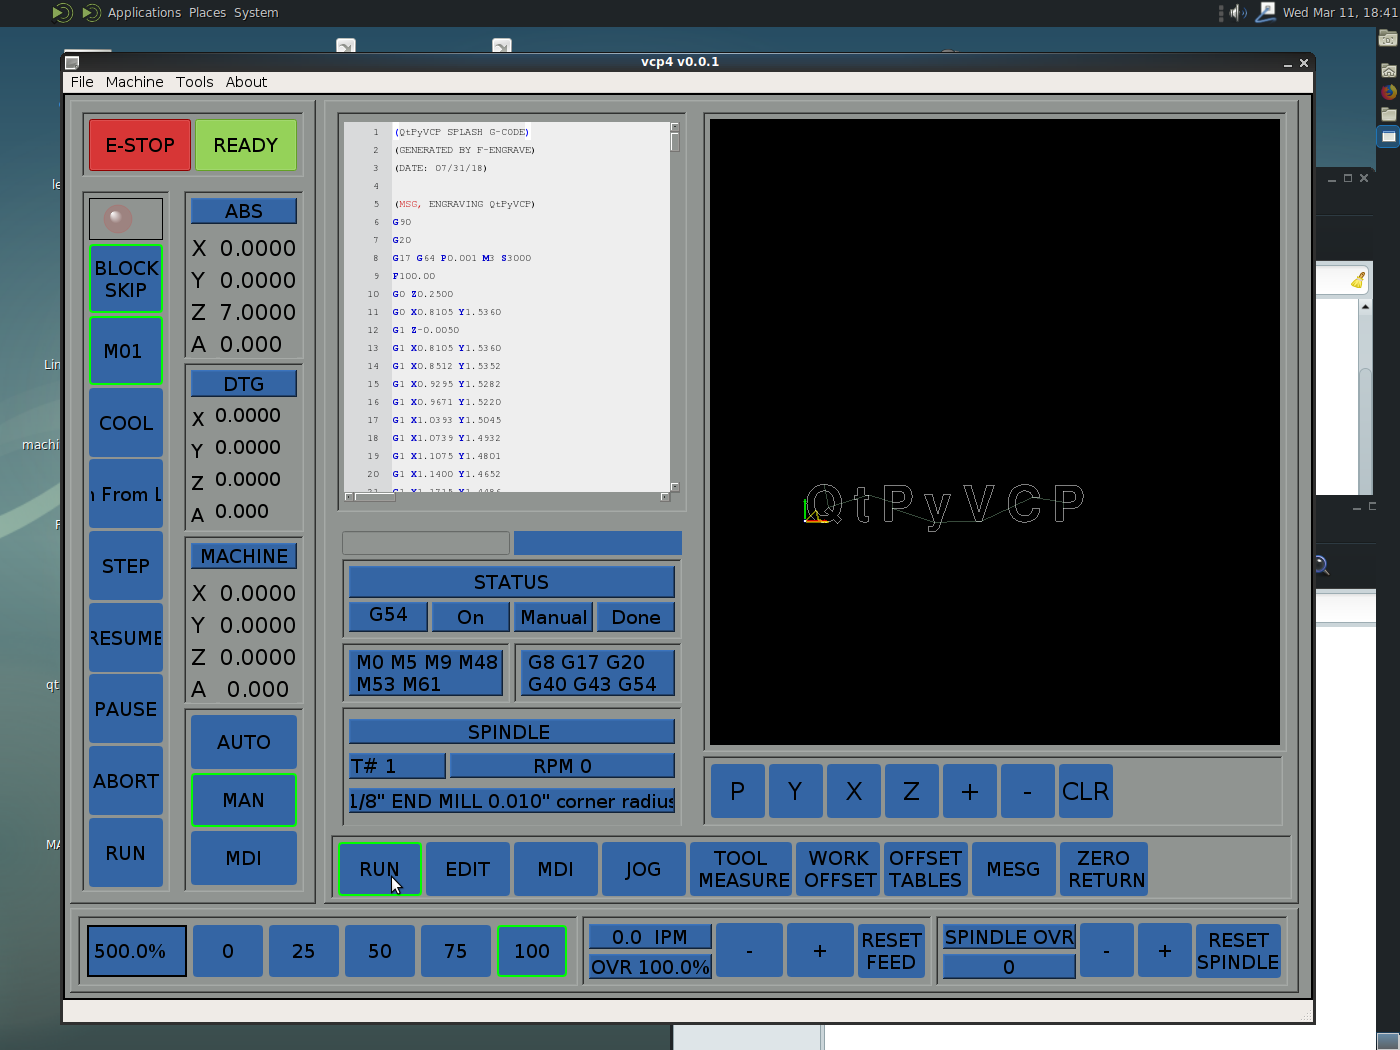 Applications Places System
Wed Mar 11, 18:41
vcp4 v0.0.1
File Machine Tools About
E-STOP READY
BLOCK
SKIP
M01
COOL
From
STEP
RESUME
PAUSE
ABORT
RUN
ABS
X 0.0000
Y 0.0000
Z 7.0000
A 0.000
DTG
X 0.0000
Y 0.0000
Z 0.0000
A 0.000
MACHINE
X 0.0000
Y 0.0000
Z 0.0000
A 0.000
AUTO
MAN
MDI
1 (QtPyVCP SPLASH G-CODE)
2 (GENERATED BY F-ENGRAVE)
3 (DATE: 07/31/18)
4
5 (MSG, ENGRAVING QtPyVCP)
6 G90
7 G20
8 G17 G64 P0.001 M3 S3000
9 F100.00
10 G0 Z0.2500
11 G0 X0.8105 Y1.5360
12 G1 Z-0.0050
13 G1 X0.8105 Y1.5360
14 G1 X0.8512 Y1.5352
15 G1 X0.9295 Y1.5282
16 G1 X0.9671 Y1.5220
17 G1 X1.0393 Y1.5045
18 G1 X1.0739 Y1.4932
19 G1 X1.1075 Y1.4801
20 G1 X1.1400 Y1.4652
STATUS
G54 On Manual Done
M0 M5 M9 M48
M53 M61
G8 G17 G20
G40 G43 G54
SPINDLE
T# 1 RPM 0
1/8" END MILL 0.010" corner radius
QtPyVCP
P Y X Z + - CLR
RUN EDIT MDI JOG
TOOL
MEASURE
WORK
OFFSET
OFFSET
TABLES
MESG
ZERO
RETURN
500.0% 0 25 50 75 100
0.0 IPM
OVR 100.0%
- +
RESET
FEED
SPINDLE OVR
0
- +
RESET
SPINDLE